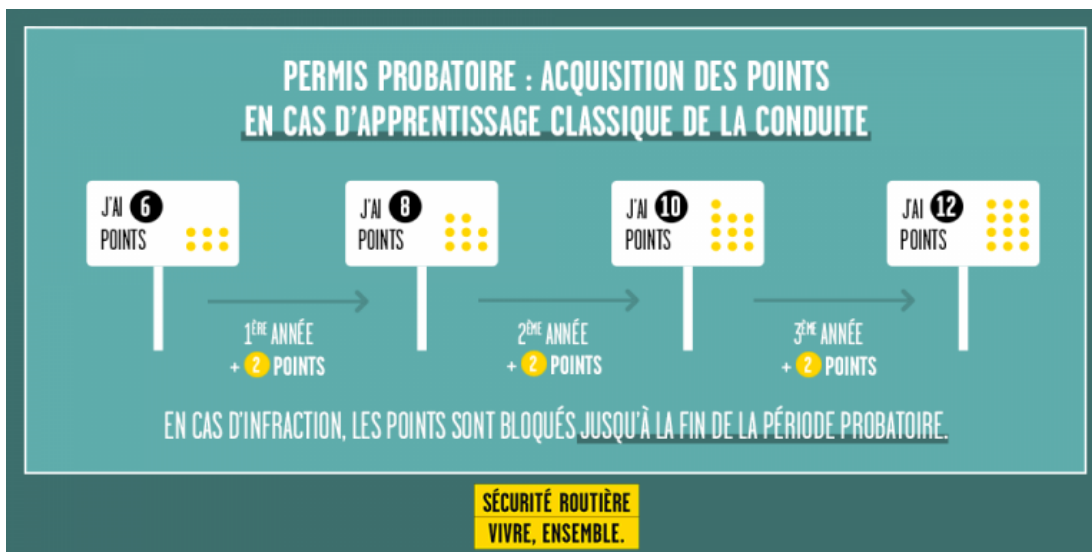 PERMIS PROBATOIRE : ACQUISITION DES POINTS
EN CAS D'APPRENTISSAGE CLASSIQUE DE LA CONDUITE
J'AI 6
POINTS
J'AI 8
POINTS
J'AI 10
POINTS
J'AI 12
POINTS
1ÈRE ANNÉE
+ 2 POINTS
2ÈME ANNÉE
+ 2 POINTS
3ÈME ANNÉE
+ 2 POINTS
EN CAS D'INFRACTION, LES POINTS SONT BLOQUÉS JUSQU'À LA FIN DE LA PÉRIODE PROBATOIRE.
SÉCURITÉ ROUTIÈRE
VIVRE, ENSEMBLE.